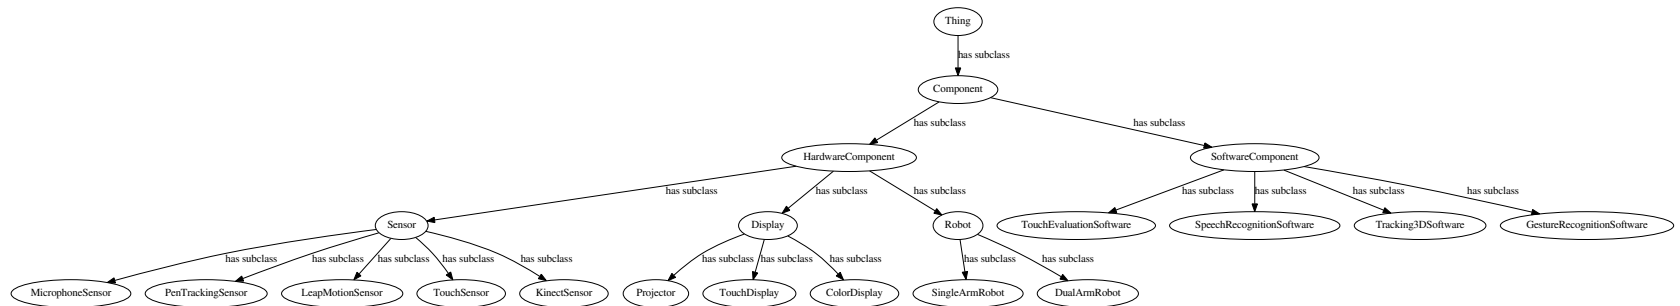 Thing
has subclass
Component
has subclass has subclass
HardwareComponent SoftwareComponent
has subclass has subclass has subclass has subclass has subclass has subclass has subclass
Sensor Display Robot TouchEvaluationSoftware SpeechRecognitionSoftware Tracking3DSoftware GestureRecognitionSoftware
has subclass has subclass has subclass has subclass has subclass has subclass has subclass has subclass has subclass has subclass
MicrophoneSensor PenTrackingSensor LeapMotionSensor TouchSensor KinectSensor Projector TouchDisplay ColorDisplay SingleArmRobot DualArmRobot